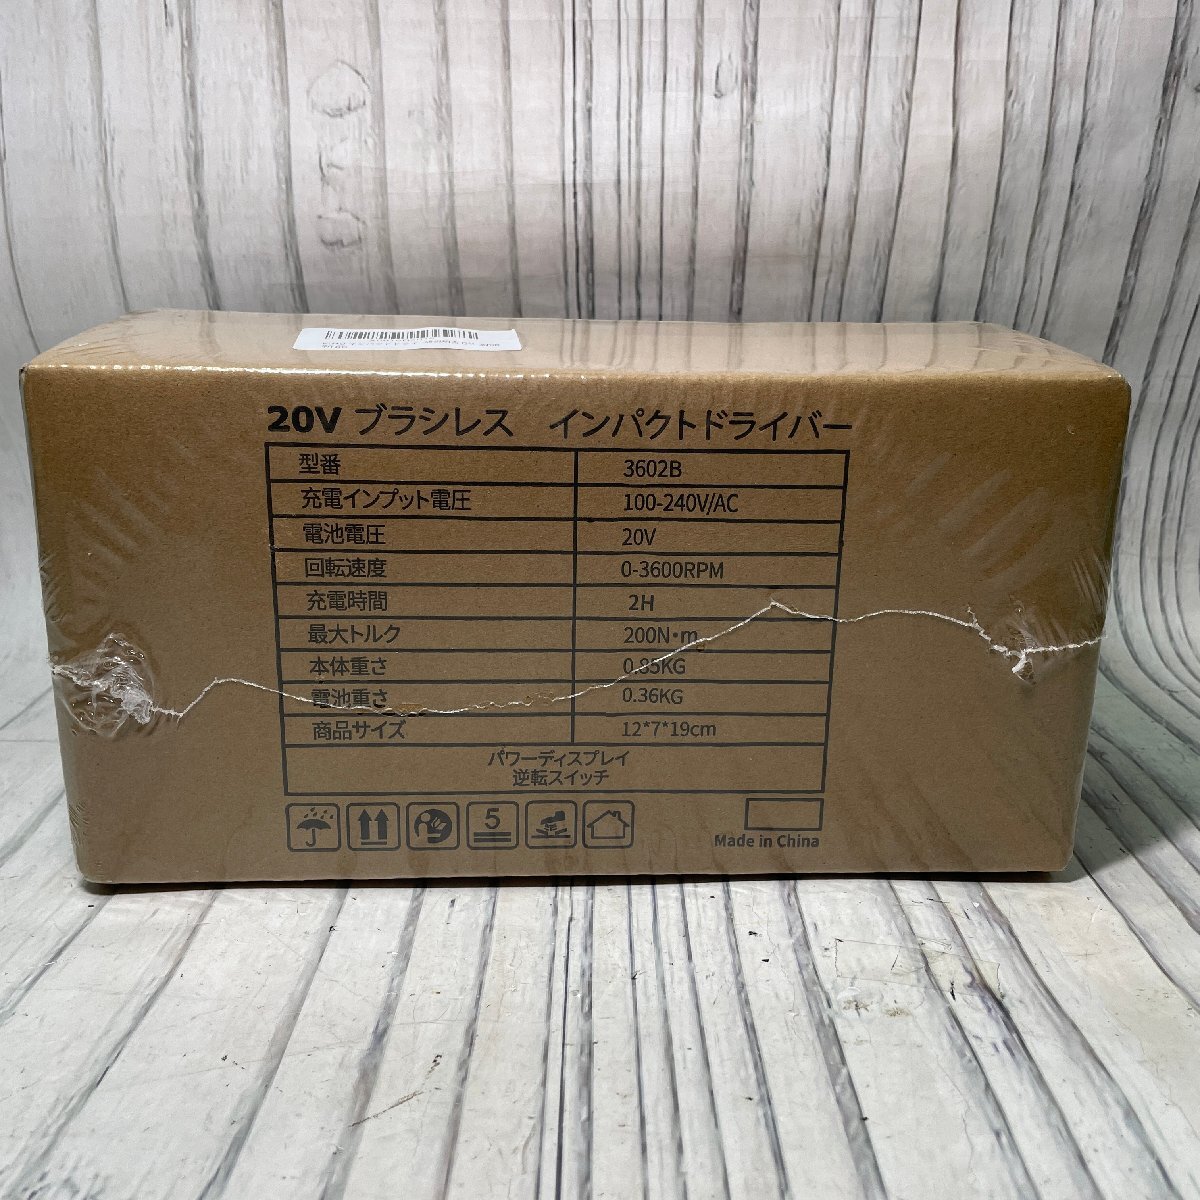 20V ブラシレス インパクトドライバー
型番 3602B
充電インプット電圧 100-240V/AC
電池電圧 20V
回転速度 0-3600RPM
充電時間 2H
最大トルク 200N・m
本体重さ 0.85KG
電池重さ 0.36KG
商品サイズ 12*7*19cm
パワーディスプレイ
逆転スイッチ
5
Made in China